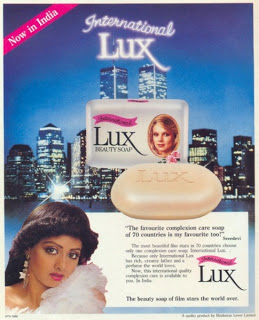 Now in India
International
Lux
International
LUX
BEAUTY SOAP
LUX
"The favourite complexion care soap
of 70 countries is my favourite too."
Sreedevi
The most beautiful film stars in 70 countries choose
only one complexion care soap. International Lux
Because only International Lux
has rich, creamy lather and a
perfume the world loves.
Now, this international quality
complexion care is available to
you. In India.
International
LUX
The beauty soap of film stars the world over.
A quality product by Hindustan Lever Limited